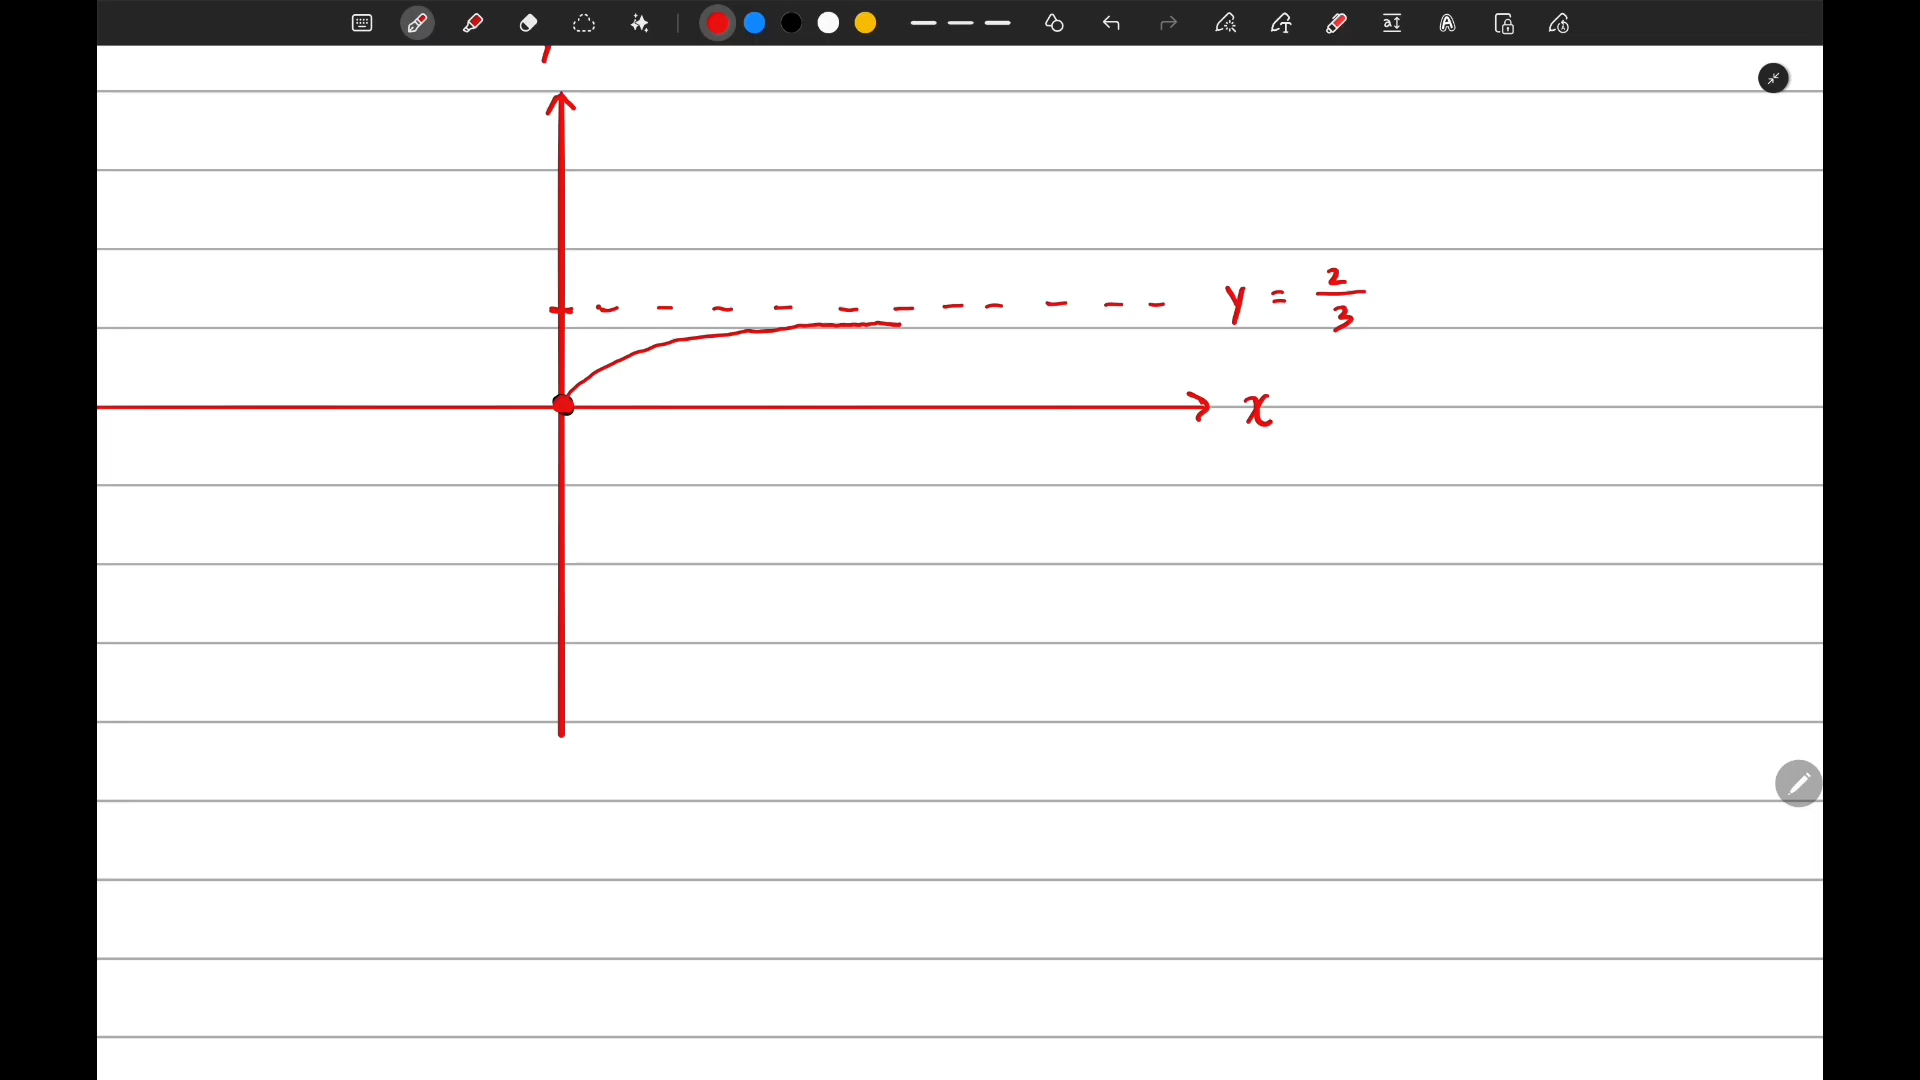 y = 2/3
x